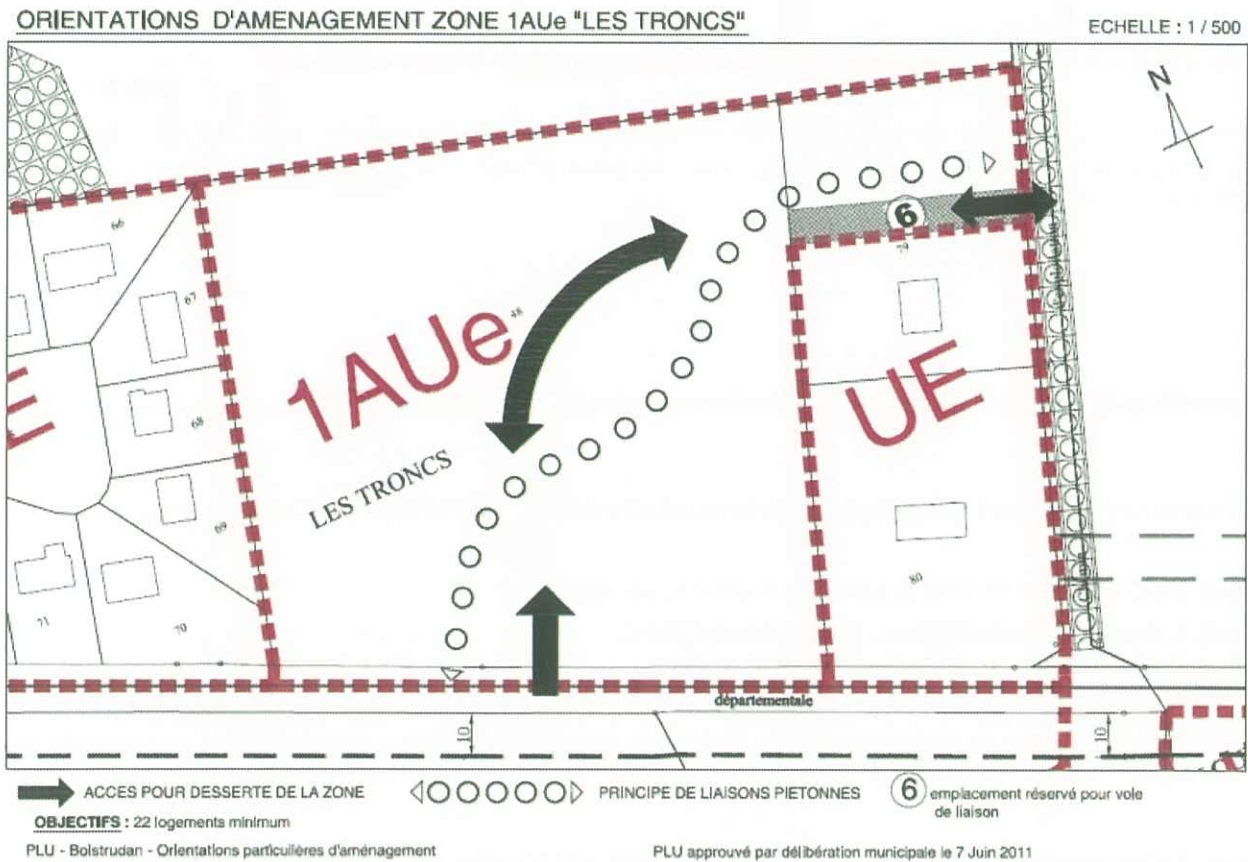 ORIENTATIONS D'AMENAGEMENT ZONE 1AUe "LES TRONCS"
ECHELLE : 1 / 500
N
66
67
6
E
1AUe
48
UE
68
LES TRONCS
69
80
71
70
départementale
10
10
ACCES POUR DESSERTE DE LA ZONE
PRINCIPE DE LIAISONS PIETONNES
6 emplacement réservé pour voie
de liaison
OBJECTIFS : 22 logements minimum
PLU - Bolstrudan - Orientations particulières d'aménagement
PLU approuvé par délibération municipale le 7 Juin 2011